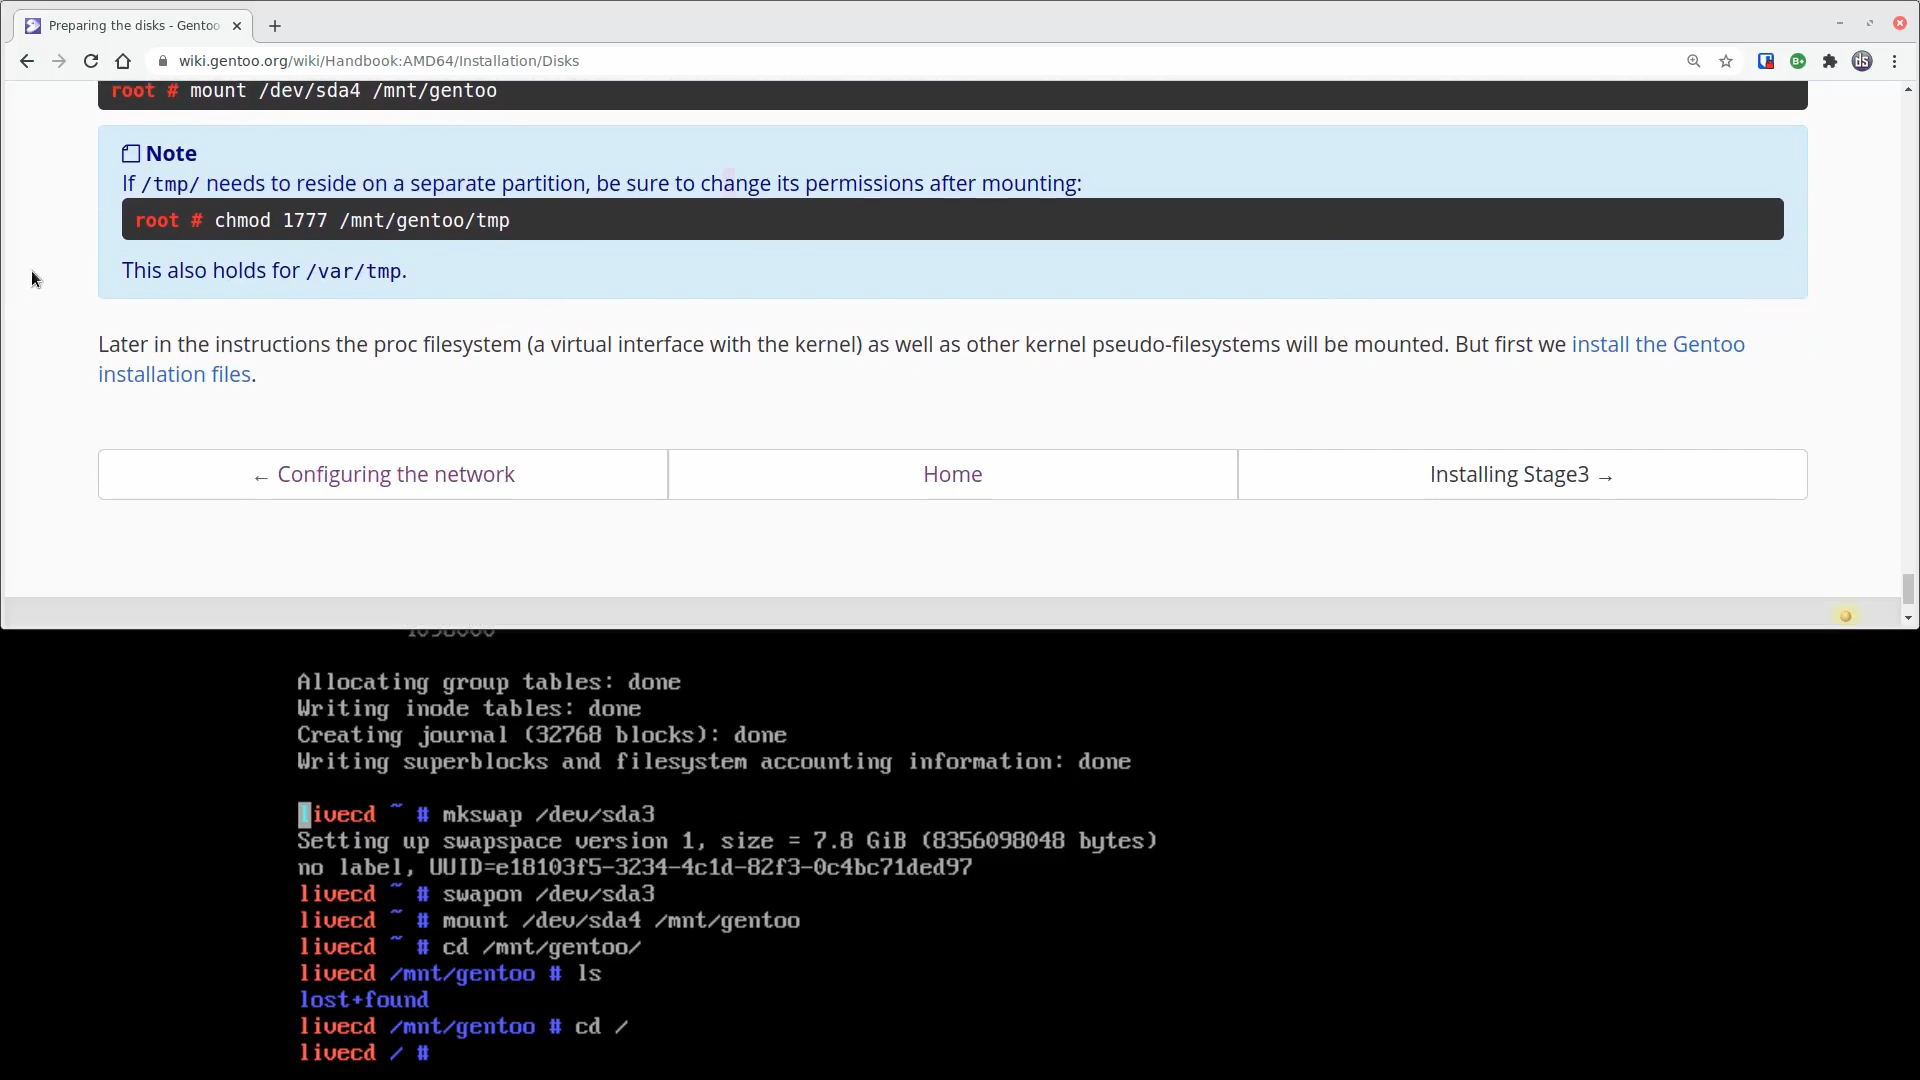 Preparing the disks - Gentoo
wiki.gentoo.org/wiki/Handbook:AMD64/Installation/Disks
root # mount /dev/sda4 /mnt/gentoo
Note
If /tmp/ needs to reside on a separate partition, be sure to change its permissions after mounting:
root # chmod 1777 /mnt/gentoo/tmp
This also holds for /var/tmp.
Later in the instructions the proc filesystem (a virtual interface with the kernel) as well as other kernel pseudo-filesystems will be mounted. But first we install the Gentoo
installation files.
← Configuring the network
Home
Installing Stage3 →
Allocating group tables: done
Writing inode tables: done
Creating journal (32768 blocks): done
Writing superblocks and filesystem accounting information: done
livecd ~ # mkswap /dev/sda3
Setting up swapspace version 1, size = 7.8 GiB (8356098048 bytes)
no label, UUID=e18103f5-3234-4c1d-82f3-0c4bc71ded97
livecd ~ # swapon /dev/sda3
livecd ~ # mount /dev/sda4 /mnt/gentoo
livecd ~ # cd /mnt/gentoo/
livecd /mnt/gentoo # ls
lost+found
livecd /mnt/gentoo # cd /
livecd / #